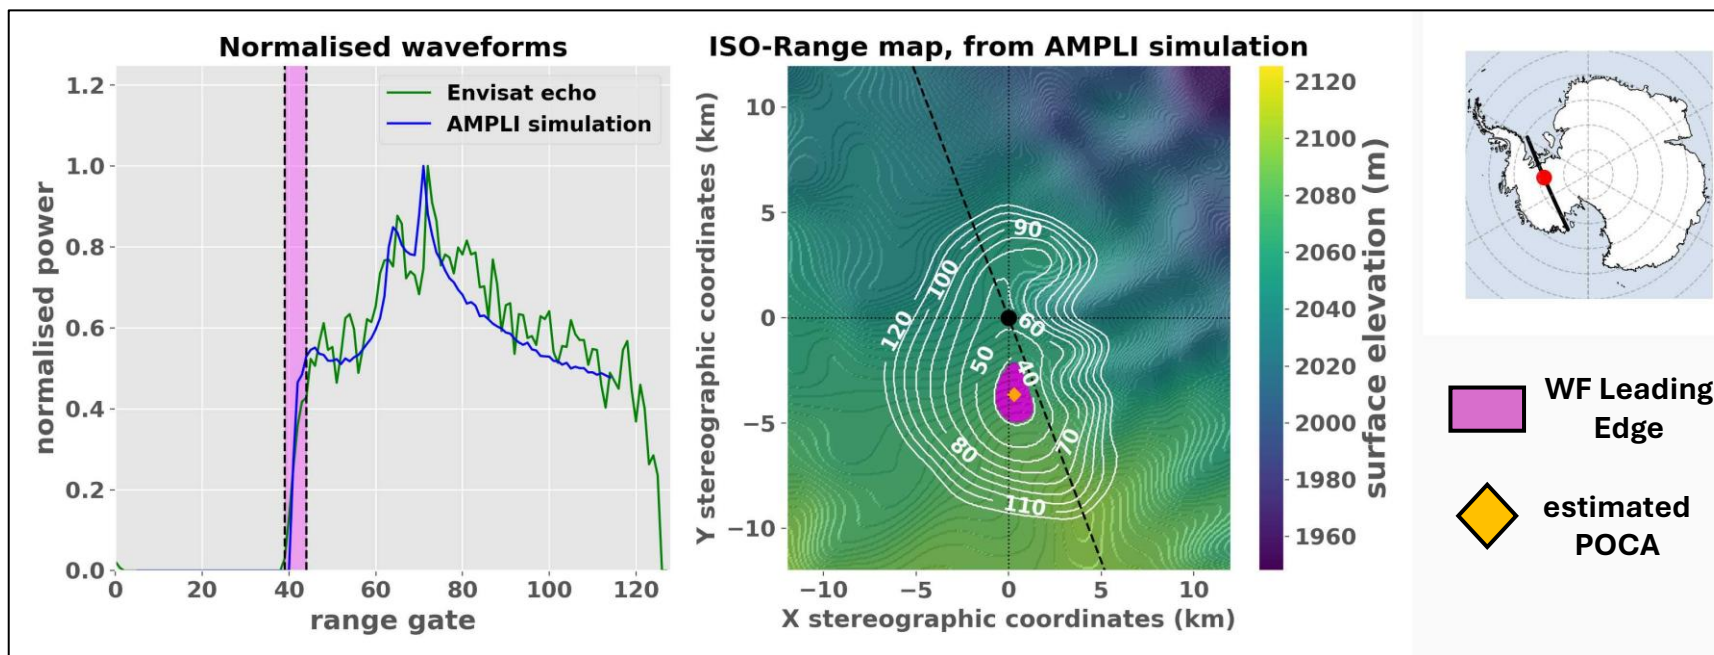 Normalised waveforms
1.2
1.0
0.8
0.6
0.4
0.2
0.0
normalised power
Envisat echo
AMPLI simulation
0 20 40 60 80 100 120
range gate
ISO-Range map, from AMPLI simulation
10
5
0
−5
−10
Y stereographic coordinates (km)
90
100
120
60
50
40
80
70
110
−10 −5 0 5 10
X stereographic coordinates (km)
2120
2100
2080
2060
2040
2020
2000
1980
1960
surface elevation (m)
WF Leading
Edge
estimated
POCA